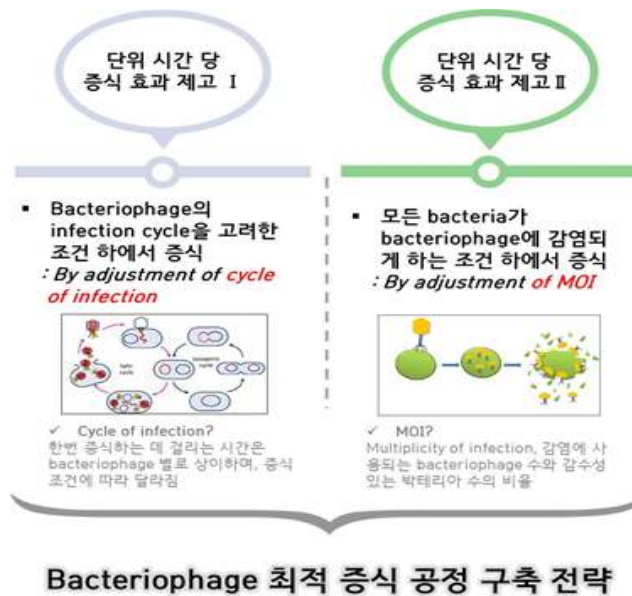 단위 시간 당
증식 효과 제고 Ⅰ
단위 시간 당
증식 효과 제고Ⅱ
▪ Bacteriophage의
infection cycle을 고려한
조건 하에서 증식
: By adjustment of cycle
of infection
lytic
cycle
lysogenic
cycle
✓ Cycle of infection?
한번 증식하는 데 걸리는 시간은
bacteriophage 별로 상이하며, 증식
조건에 따라 달라짐
▪ 모든 bacteria가
bacteriophage에 감염되
게 하는 조건 하에서 증식
: By adjustment of MOI
✓ MOI?
Multiplicity of infection, 감염에 사
용되는 bacteriophage 수와 감수성
있는 박테리아 수의 비율
Bacteriophage 최적 증식 공정 구축 전략